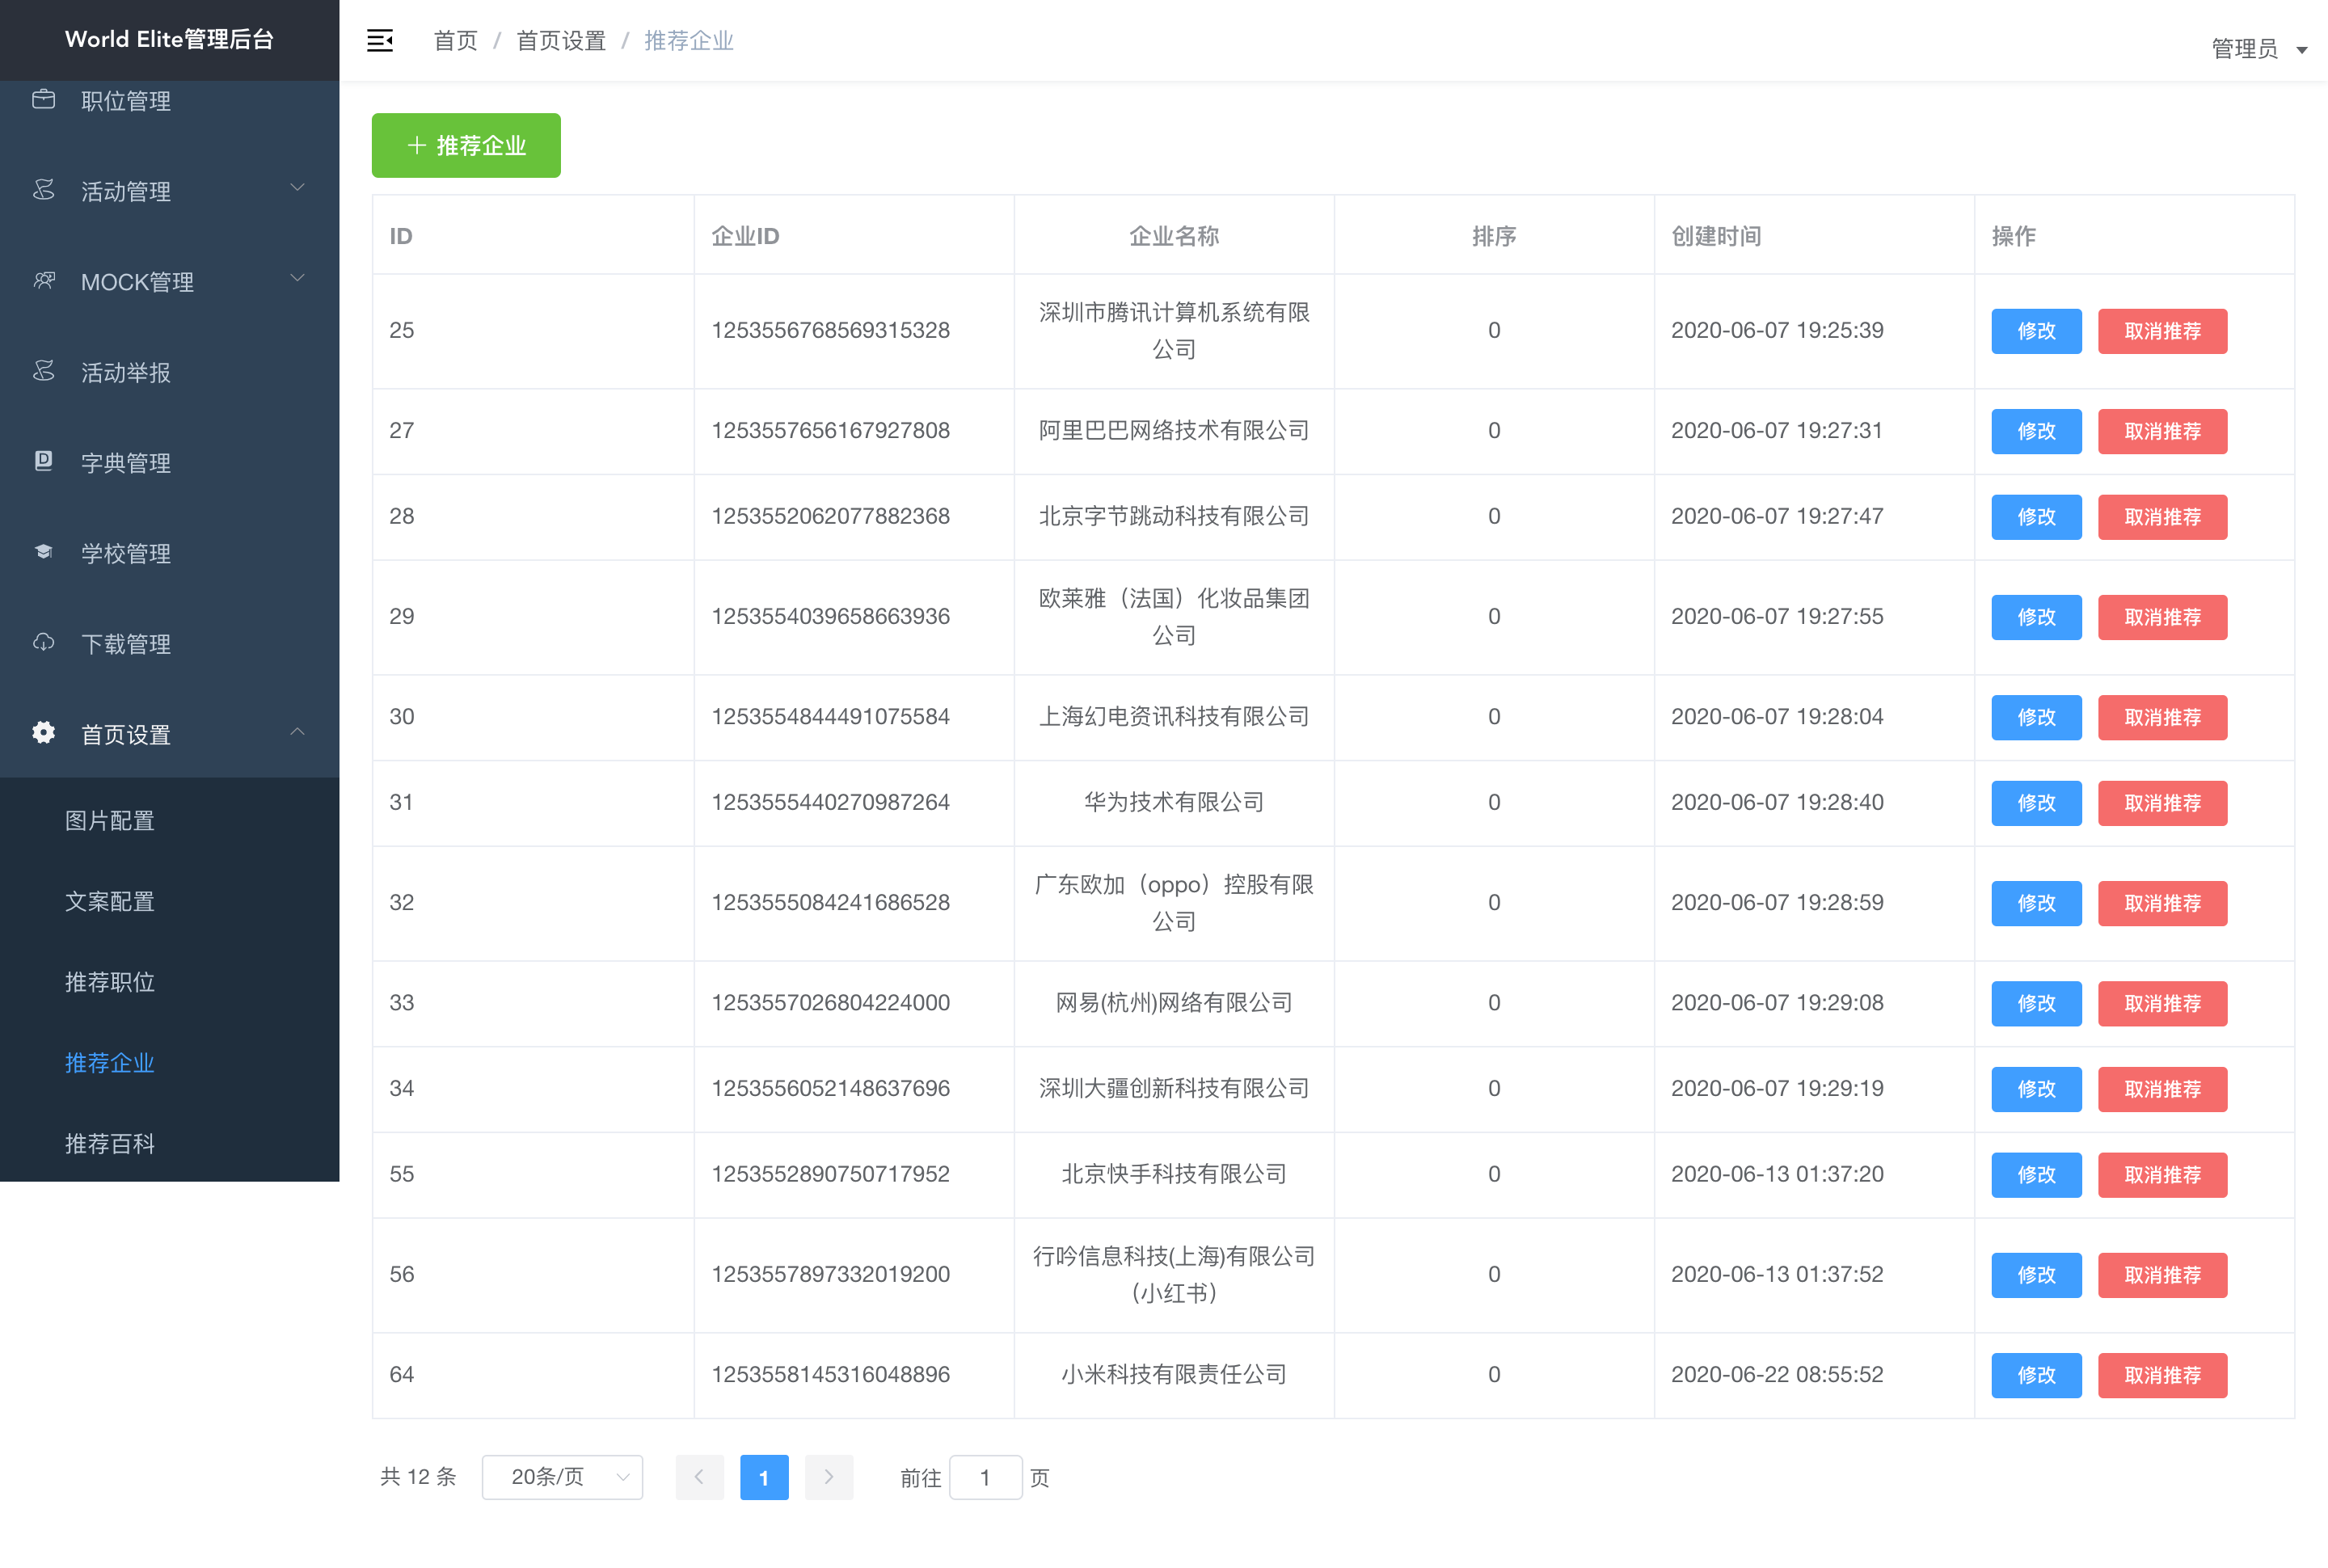 World Elite管理后台
首页 / 首页设置 / 推荐企业
管理员
职位管理
活动管理
MOCK管理
活动举报
字典管理
学校管理
下载管理
首页设置
图片配置
文案配置
推荐职位
推荐企业
推荐百科
+ 推荐企业
ID 企业ID 企业名称 排序 创建时间 操作
25 1253556768569315328 深圳市腾讯计算机系统有限 0 2020-06-07 19:25:39 修改 取消推荐
公司
27 1253557656167927808 阿里巴巴网络技术有限公司 0 2020-06-07 19:27:31 修改 取消推荐
28 1253552062077882368 北京字节跳动科技有限公司 0 2020-06-07 19:27:47 修改 取消推荐
29 1253554039658663936 欧莱雅（法国）化妆品集团 0 2020-06-07 19:27:55 修改 取消推荐
公司
30 1253554844491075584 上海幻电资讯科技有限公司 0 2020-06-07 19:28:04 修改 取消推荐
31 1253555440270987264 华为技术有限公司 0 2020-06-07 19:28:40 修改 取消推荐
32 1253555084241686528 广东欧加（oppo）控股有限 0 2020-06-07 19:28:59 修改 取消推荐
公司
33 1253557026804224000 网易(杭州)网络有限公司 0 2020-06-07 19:29:08 修改 取消推荐
34 1253556052148637696 深圳大疆创新科技有限公司 0 2020-06-07 19:29:19 修改 取消推荐
55 1253552890750717952 北京快手科技有限公司 0 2020-06-13 01:37:20 修改 取消推荐
56 1253557897332019200 行吟信息科技(上海)有限公司 0 2020-06-13 01:37:52 修改 取消推荐
（小红书）
64 1253558145316048896 小米科技有限责任公司 0 2020-06-22 08:55:52 修改 取消推荐
共 12 条 20条/页 1 前往 1 页